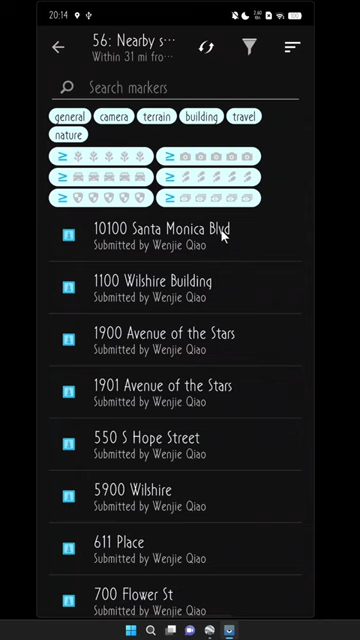 20:14
56: Nearby s···
Within 31 mi fro···
Search markers
general
camera
terrain
building
travel
nature
10100 Santa Monica Blvd
Submitted by Wenjie Qiao
1100 Wilshire Building
Submitted by Wenjie Qiao
1900 Avenue of the Stars
Submitted by Wenjie Qiao
1901 Avenue of the Stars
Submitted by Wenjie Qiao
550 S Hope Street
Submitted by Wenjie Qiao
5900 Wilshire
Submitted by Wenjie Qiao
611 Place
Submitted by Wenjie Qiao
700 Flower St
Submitted by Wenjie Qiao